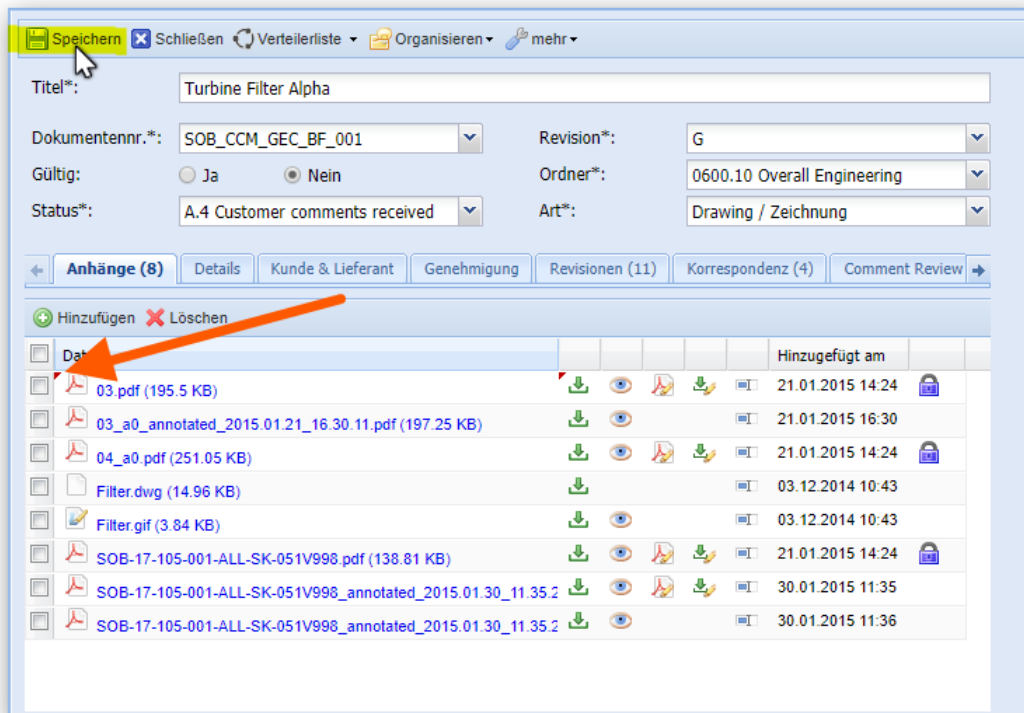 Speichern Schließen Verteilerliste Organisieren mehr
Titel*: Turbine Filter Alpha
Dokumentennr.*: SOB_CCM_GEC_BF_001 Revision*: G
Gültig: Ja Nein Ordner*: 0600.10 Overall Engineering
Status*: A.4 Customer comments received Art*: Drawing / Zeichnung
Anhänge (8) Details Kunde & Lieferant Genehmigung Revisionen (11) Korrespondenz (4) Comment Review
Hinzufügen Löschen
Hinzugefügt am
03.pdf (195.5 KB) 21.01.2015 14:24
03_a0_annotated_2015.01.21_16.30.11.pdf (197.25 KB) 21.01.2015 16:30
04_a0.pdf (251.05 KB) 21.01.2015 14:24
Filter.dwg (14.96 KB) 03.12.2014 10:43
Filter.gif (3.84 KB) 03.12.2014 10:43
SOB-17-105-001-ALL-SK-051V998.pdf (138.81 KB) 21.01.2015 14:24
SOB-17-105-001-ALL-SK-051V998_annotated_2015.01.30_11.35.2 30.01.2015 11:35
SOB-17-105-001-ALL-SK-051V998_annotated_2015.01.30_11.35.2 30.01.2015 11:36